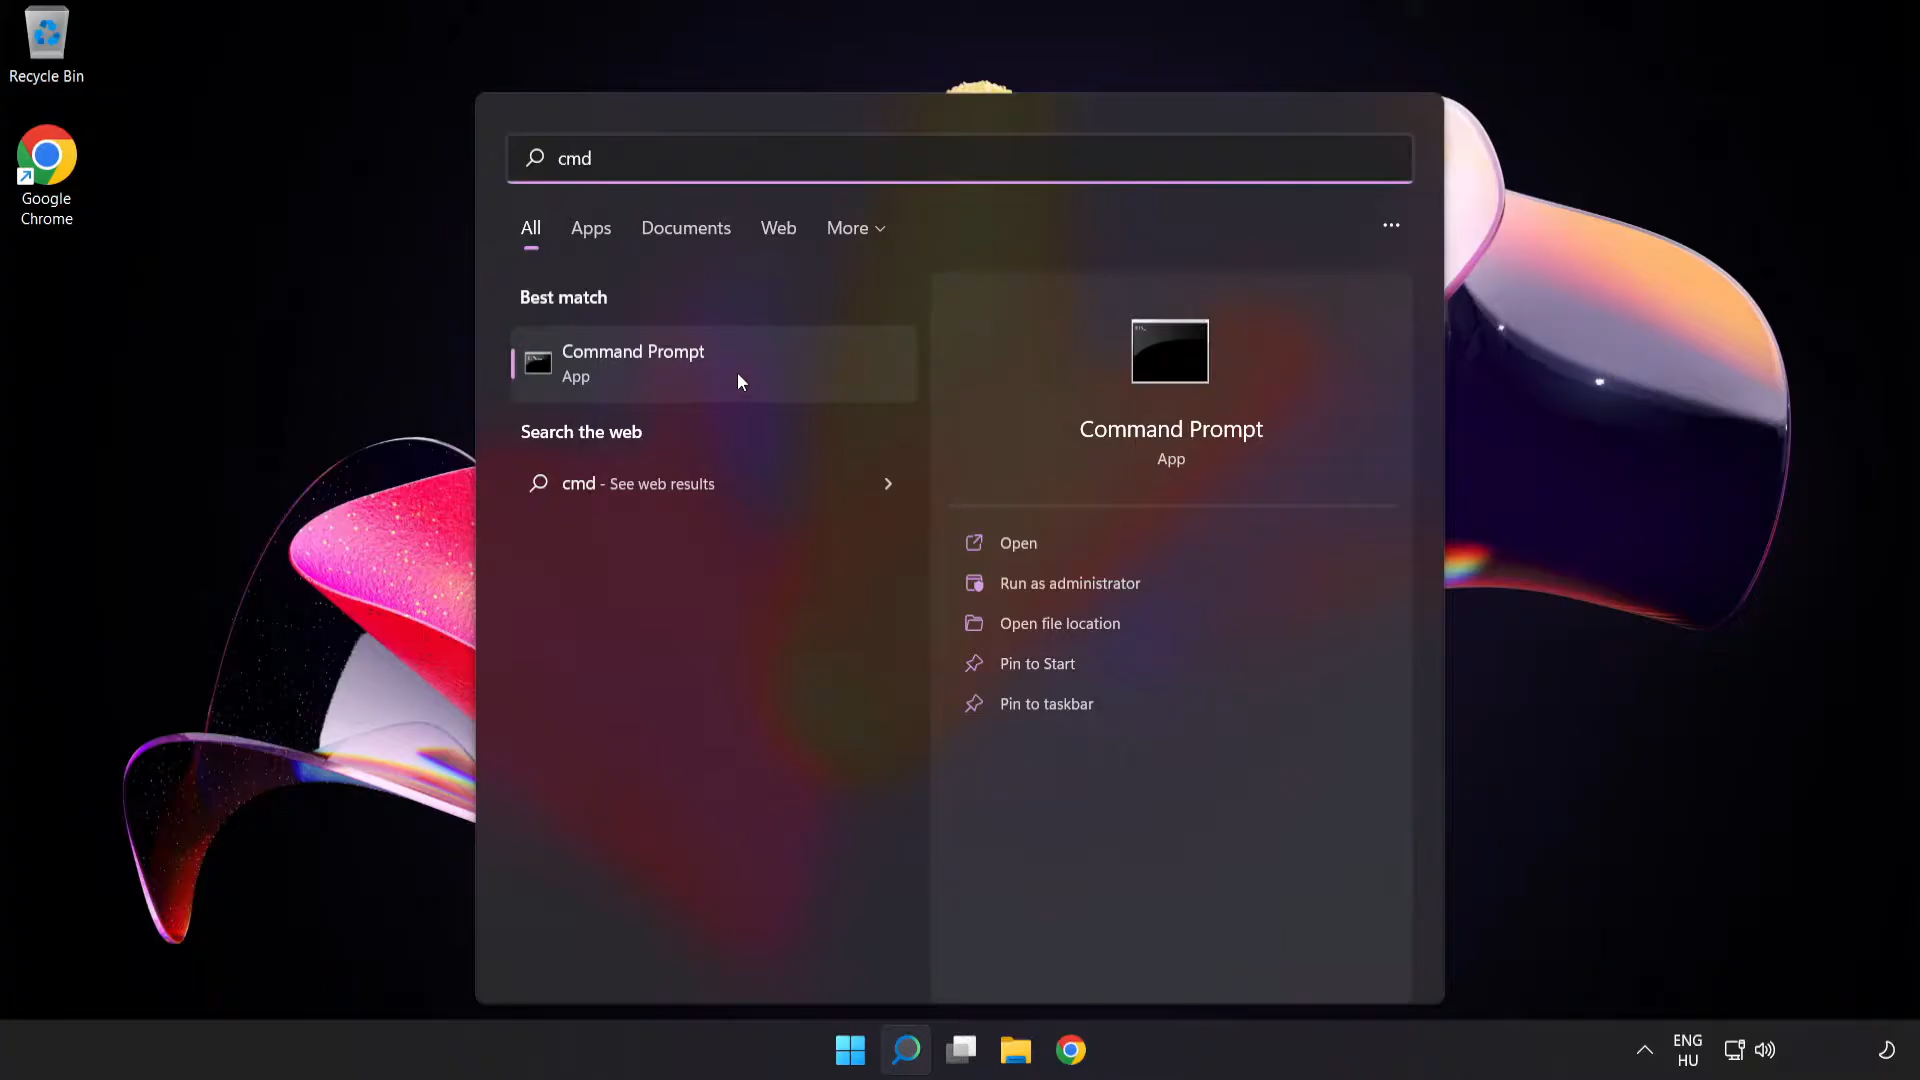 Recycle Bin
Google
Chrome
cmd
All
Apps
Documents
Web
More
Best match
Command Prompt
App
Search the web
cmd - See web results
Command Prompt
App
Open
Run as administrator
Open file location
Pin to Start
Pin to taskbar
ENG
HU